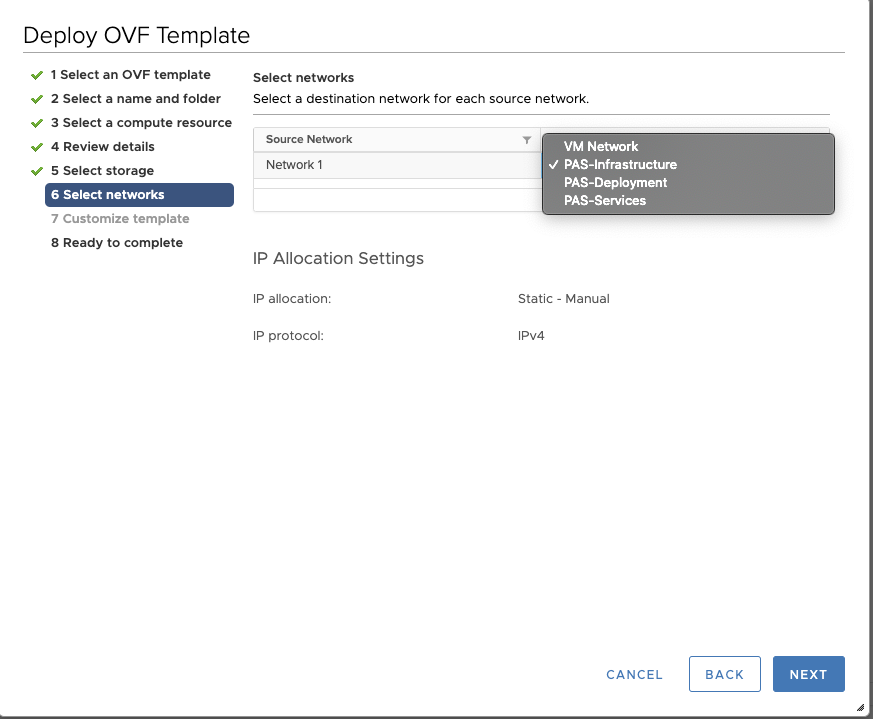 Deploy OVF Template
1 Select an OVF template
2 Select a name and folder
3 Select a compute resource
4 Review details
5 Select storage
6 Select networks
7 Customize template
8 Ready to complete
Select networks
Select a destination network for each source network.
Source Network
Network 1
VM Network
PAS-Infrastructure
PAS-Deployment
PAS-Services
IP Allocation Settings
IP allocation: Static - Manual
IP protocol: IPv4
CANCEL BACK NEXT